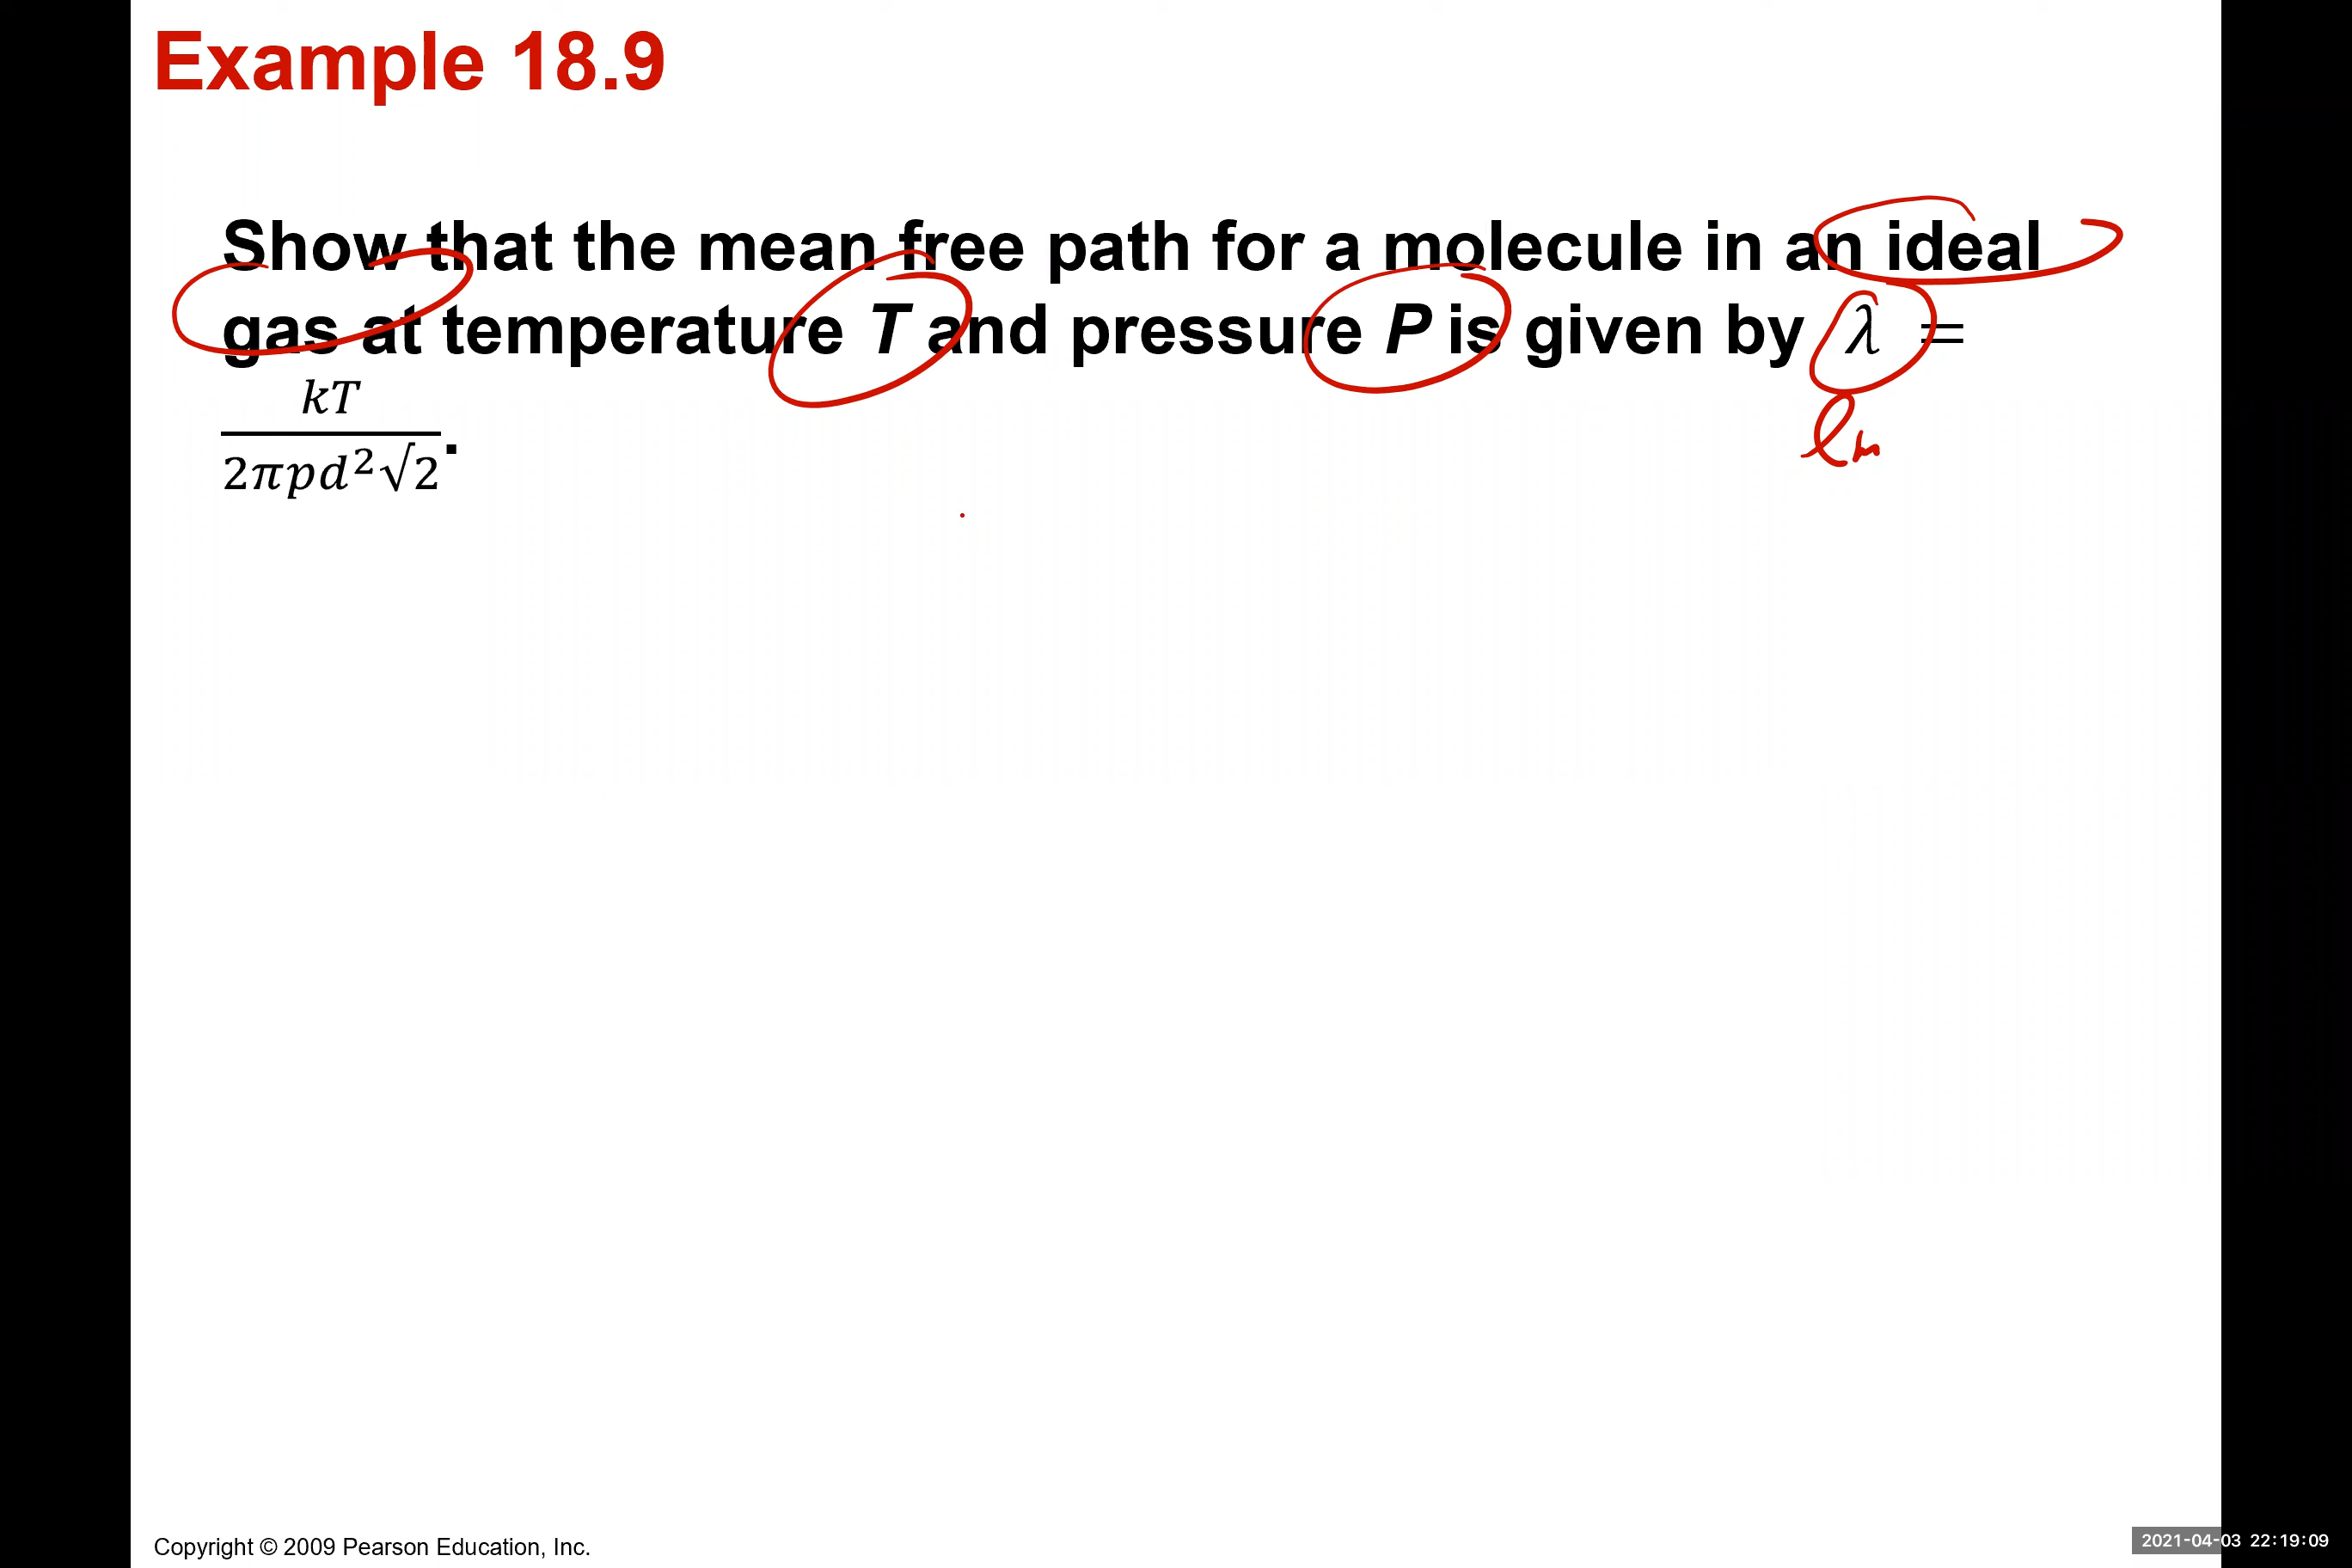 Example 18.9
Show that the mean free path for a molecule in an ideal
gas at temperature T and pressure P is given by λ =
kT
2πpd²√2.
ℓm
Copyright © 2009 Pearson Education, Inc.
2021-04-03 22:19:09